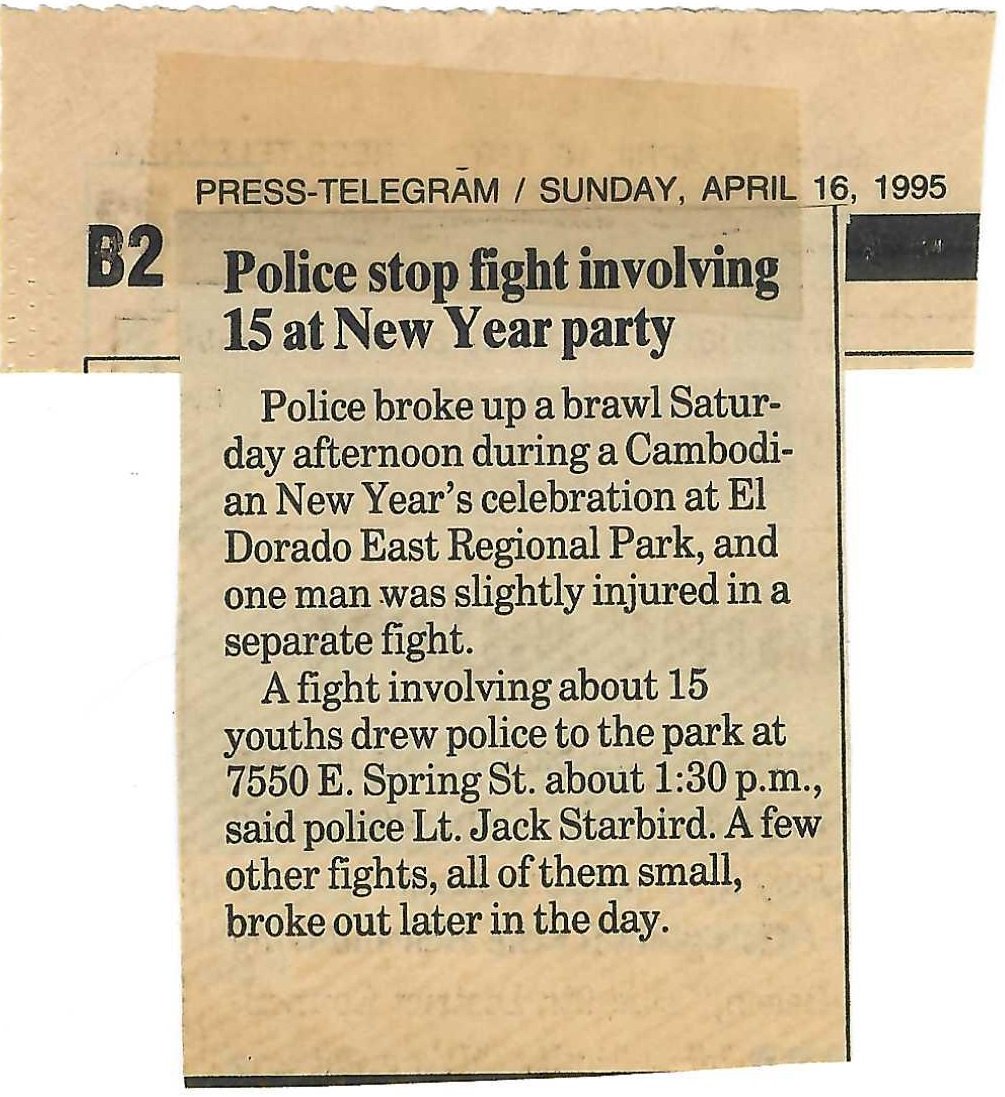 PRESS-TELEGRAM / SUNDAY, APRIL 16, 1995
B2
Police stop fight involving
15 at New Year party
Police broke up a brawl Satur-
day afternoon during a Cambodi-
an New Year's celebration at El
Dorado East Regional Park, and
one man was slightly injured in a
separate fight.
A fight involving about 15
youths drew police to the park at
7550 E. Spring St. about 1:30 p.m.,
said police Lt. Jack Starbird. A few
other fights, all of them small,
broke out later in the day.